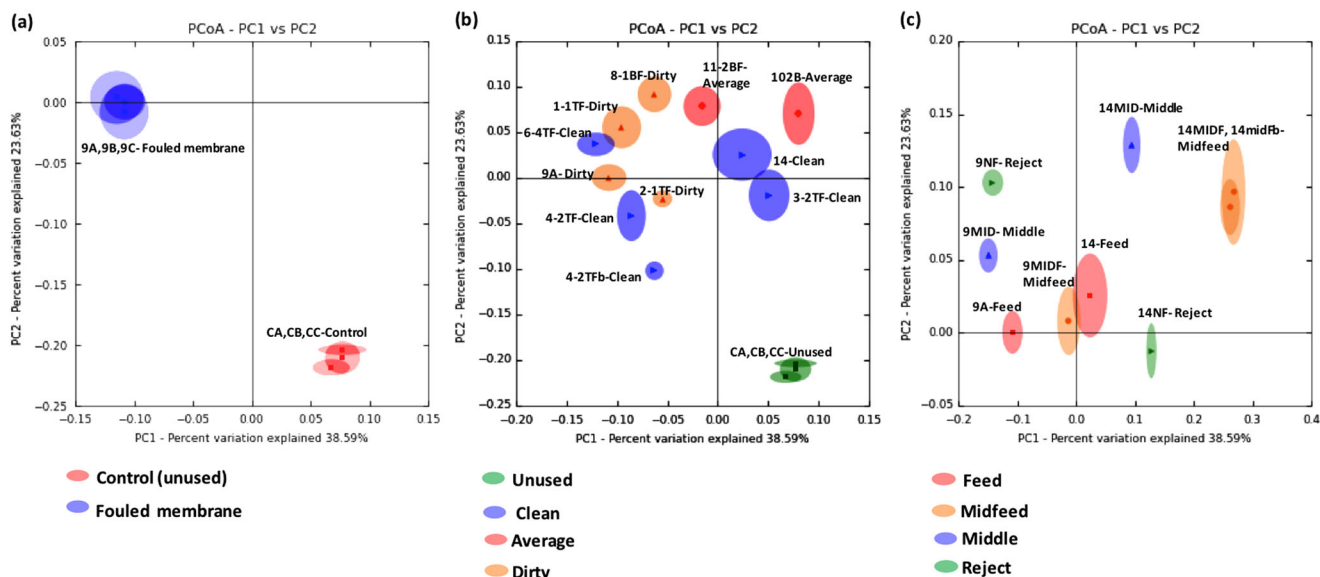 (a)
PCoA - PC1 vs PC2
0.05
0.00
−0.05
−0.10
−0.15
−0.20
−0.25
PC2 - Percent variation explained 23.63%
9A,9B,9C- Fouled membrane
CA,CB,CC-Control
−0.15
−0.10
−0.05
0.00
0.05
0.10
0.15
PC1 - Percent variation explained 38.59%
Control (unused)
Fouled membrane
(b)
PCoA - PC1 vs PC2
0.15
0.10
0.05
0.00
−0.05
−0.10
−0.15
−0.20
−0.25
PC2 - Percent variation explained 23.63%
8-1BF-Dirty
11-2BF-
Average
102B-Average
1-1TF-Dirty
6-4TF-Clean
14-Clean
9A- Dirty
2-1TF-Dirty
3-2TF-Clean
4-2TF-Clean
4-2TFb-Clean
CA,CB,CC-Unused
−0.20
−0.15
−0.10
−0.05
0.00
0.05
0.10
0.15
PC1 - Percent variation explained 38.59%
Unused
Clean
Average
Dirty
(c)
PCoA - PC1 vs PC2
0.20
0.15
0.10
0.05
0.00
−0.05
PC2 - Percent variation explained 23.63%
14MID-Middle
14MIDF, 14midFb-
Midfeed
9NF- Reject
9MID- Middle
14-Feed
9MIDF-
Midfeed
9A-Feed
14NF- Reject
−0.2
−0.1
0.0
0.1
0.2
0.3
0.4
PC1 - Percent variation explained 38.59%
Feed
Midfeed
Middle
Reject